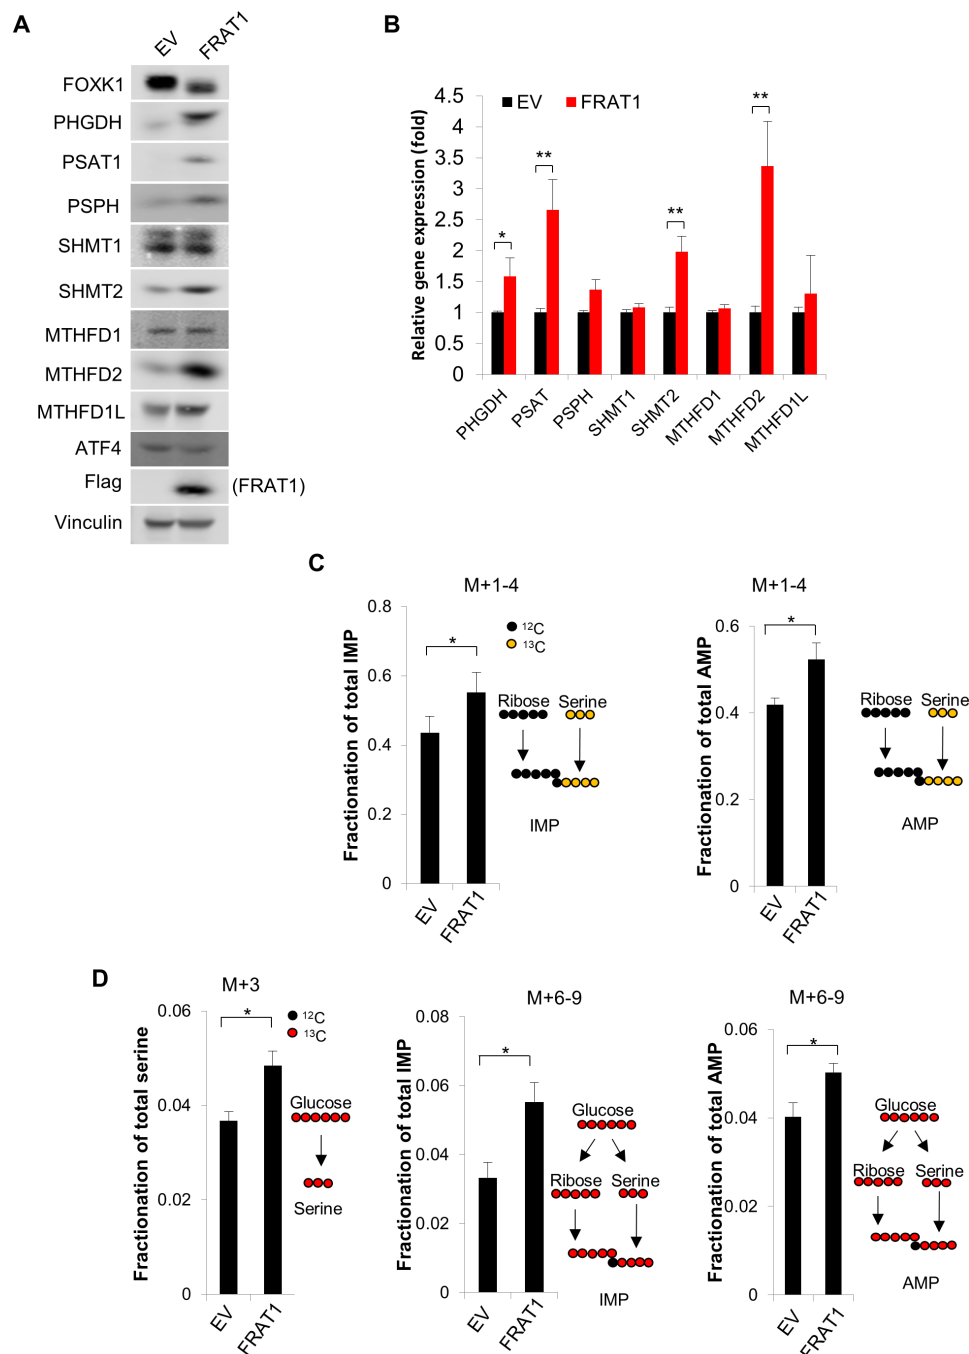 A
EV
FRAT1
FOXK1
PHGDH
PSAT1
PSPH
SHMT1
SHMT2
MTHFD1
MTHFD2
MTHFD1L
ATF4
Flag
(FRAT1)
Vinculin
B
EV
FRAT1
Relative gene expression (fold)
4.5
4
3.5
3
2.5
2
1.5
1
0.5
0
*
**
**
**
PHGDH
PSAT
PSPH
SHMT1
SHMT2
MTHFD1
MTHFD2
MTHFD1L
C
M+1-4
Fractionation of total IMP
0.8
0.6
0.4
0.2
0
*
EV
FRAT1
12C
13C
Ribose Serine
IMP
M+1-4
Fractionation of total AMP
0.6
0.4
0.2
0
*
EV
FRAT1
Ribose Serine
AMP
D
M+3
Fractionation of total serine
0.06
0.04
0.02
0
*
EV
FRAT1
12C
13C
Glucose
Serine
M+6-9
Fractionation of total IMP
0.08
0.06
0.04
0.02
0
*
EV
FRAT1
Glucose
Ribose Serine
IMP
M+6-9
Fractionation of total AMP
0.06
0.04
0.02
0
*
EV
FRAT1
Glucose
Ribose Serine
AMP